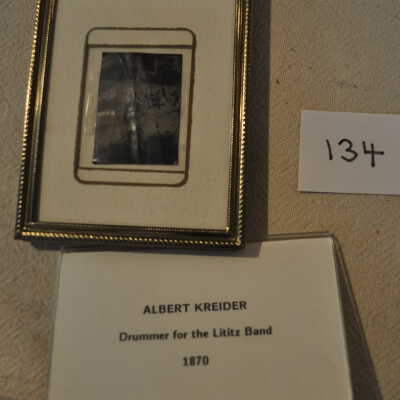 134
ALBERT KREIDER
Drummer for the Lititz Band
1870